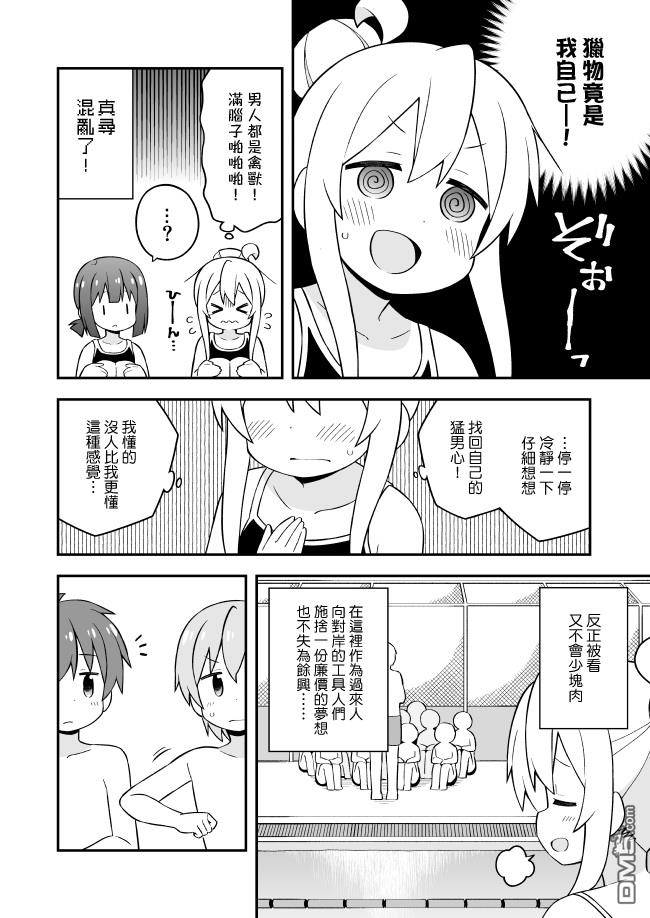 獵物竟是
我自己ー！
ぞおーっ
男人都是禽獸！
滿腦子啪啪啪！
真尋
混亂了！
…？
ひーん…
…停一停
冷靜一下
仔細想想
找回自己的
猛男心！
我懂的
沒人比我更懂
這種感覺…
反正被看
又不會少塊肉
在這裡作為過來人
向對岸的工具人們
施捨一份廉價的夢想
也不失為餘興……
DM5.com